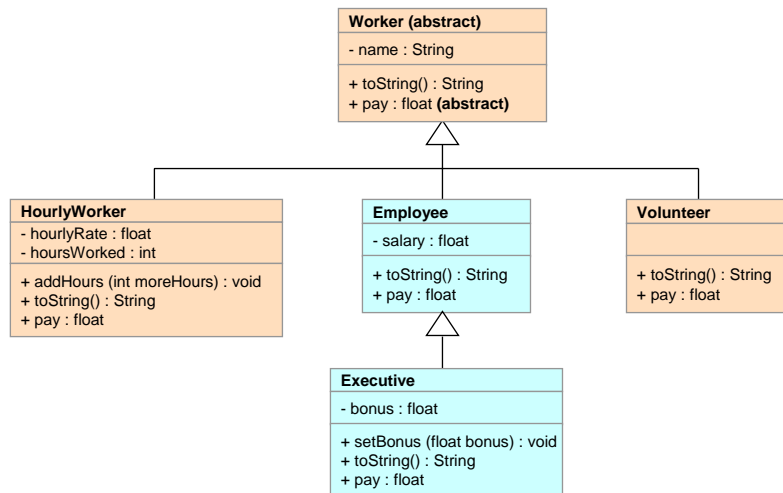 Worker (abstract)
- name : String
+ toString() : String
+ pay : float (abstract)
HourlyWorker
- hourlyRate : float
- hoursWorked : int
+ addHours (int moreHours) : void
+ toString() : String
+ pay : float
Employee
- salary : float
+ toString() : String
+ pay : float
Volunteer
+ toString() : String
+ pay : float
Executive
- bonus : float
+ setBonus (float bonus) : void
+ toString() : String
+ pay : float